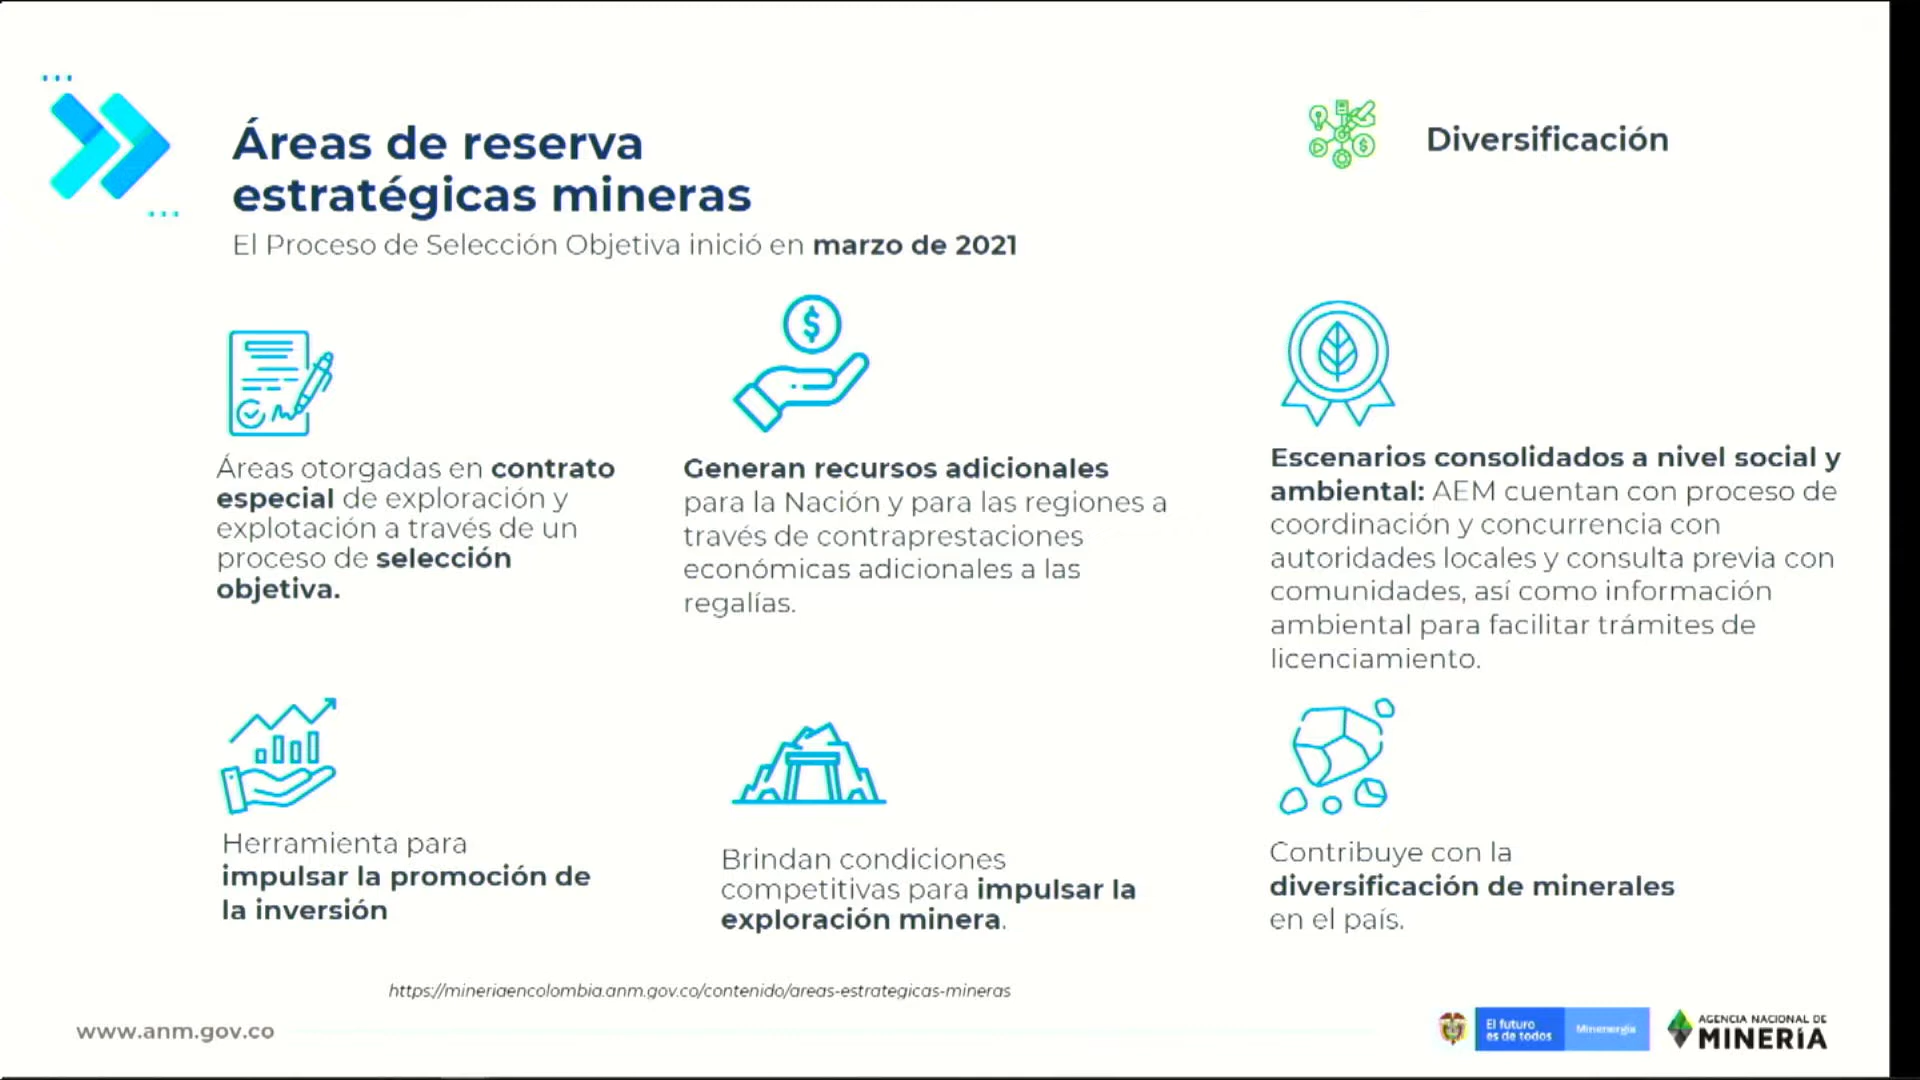 Áreas de reserva
estratégicas mineras
El Proceso de Selección Objetiva inició en marzo de 2021
Diversificación
Áreas otorgadas en contrato
especial de exploración y
explotación a través de un
proceso de selección
objetiva.
Generan recursos adicionales
para la Nación y para las regiones a
través de contraprestaciones
económicas adicionales a las
regalías.
Escenarios consolidados a nivel social y
ambiental: AEM cuentan con proceso de
coordinación y concurrencia con
autoridades locales y consulta previa con
comunidades, así como información
ambiental para facilitar trámites de
licenciamiento.
Herramienta para
impulsar la promoción de
la inversión
Brindan condiciones
competitivas para impulsar la
exploración minera.
Contribuye con la
diversificación de minerales
en el país.
https://mineriaencolombia.anm.gov.co/contenido/areas-estrategicas-mineras
www.anm.gov.co
El futuro
es de todos
Minenergía
AGENCIA NACIONAL DE
MINERÍA